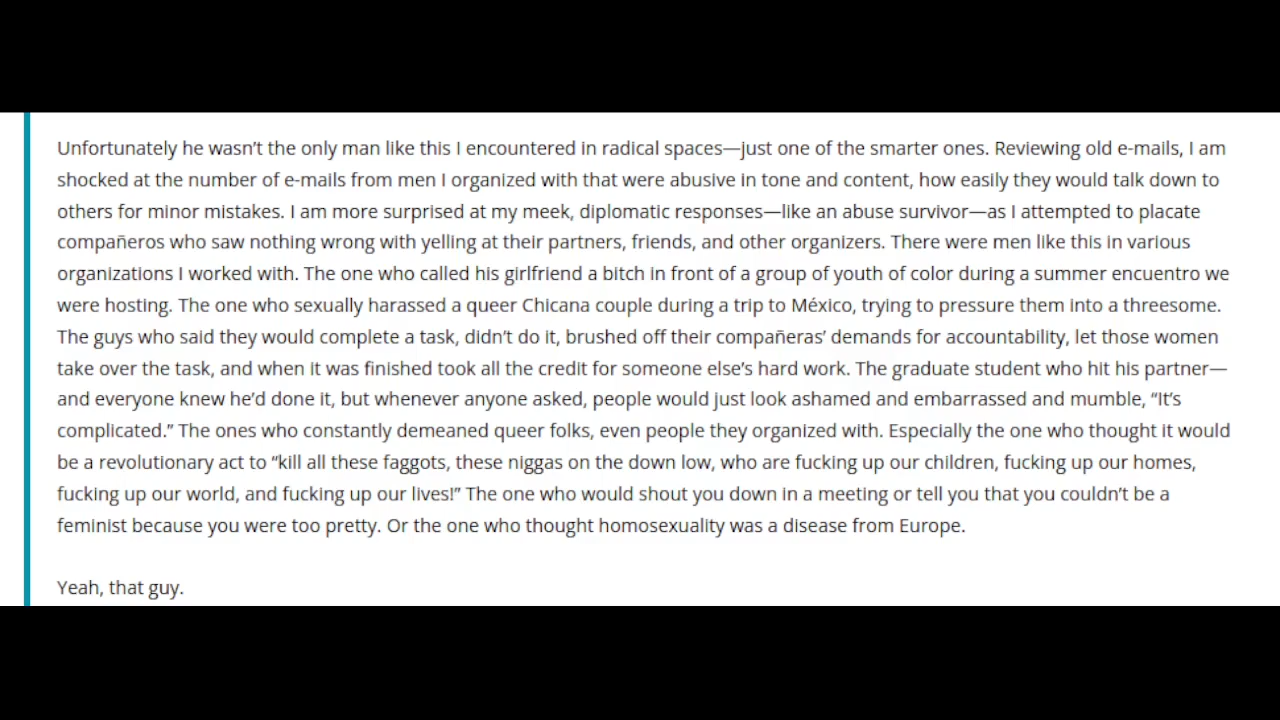 Unfortunately he wasn’t the only man like this I encountered in radical spaces—just one of the smarter ones. Reviewing old e-mails, I am
shocked at the number of e-mails from men I organized with that were abusive in tone and content, how easily they would talk down to
others for minor mistakes. I am more surprised at my meek, diplomatic responses—like an abuse survivor—as I attempted to placate
compañeros who saw nothing wrong with yelling at their partners, friends, and other organizers. There were men like this in various
organizations I worked with. The one who called his girlfriend a bitch in front of a group of youth of color during a summer encuentro we
were hosting. The one who sexually harassed a queer Chicana couple during a trip to México, trying to pressure them into a threesome.
The guys who said they would complete a task, didn’t do it, brushed off their compañeras’ demands for accountability, let those women
take over the task, and when it was finished took all the credit for someone else’s hard work. The graduate student who hit his partner—
and everyone knew he’d done it, but whenever anyone asked, people would just look ashamed and embarrassed and mumble, “It’s
complicated.” The ones who constantly demeaned queer folks, even people they organized with. Especially the one who thought it would
be a revolutionary act to “kill all these faggots, these niggas on the down low, who are fucking up our children, fucking up our homes,
fucking up our world, and fucking up our lives!” The one who would shout you down in a meeting or tell you that you couldn’t be a
feminist because you were too pretty. Or the one who thought homosexuality was a disease from Europe.
Yeah, that guy.